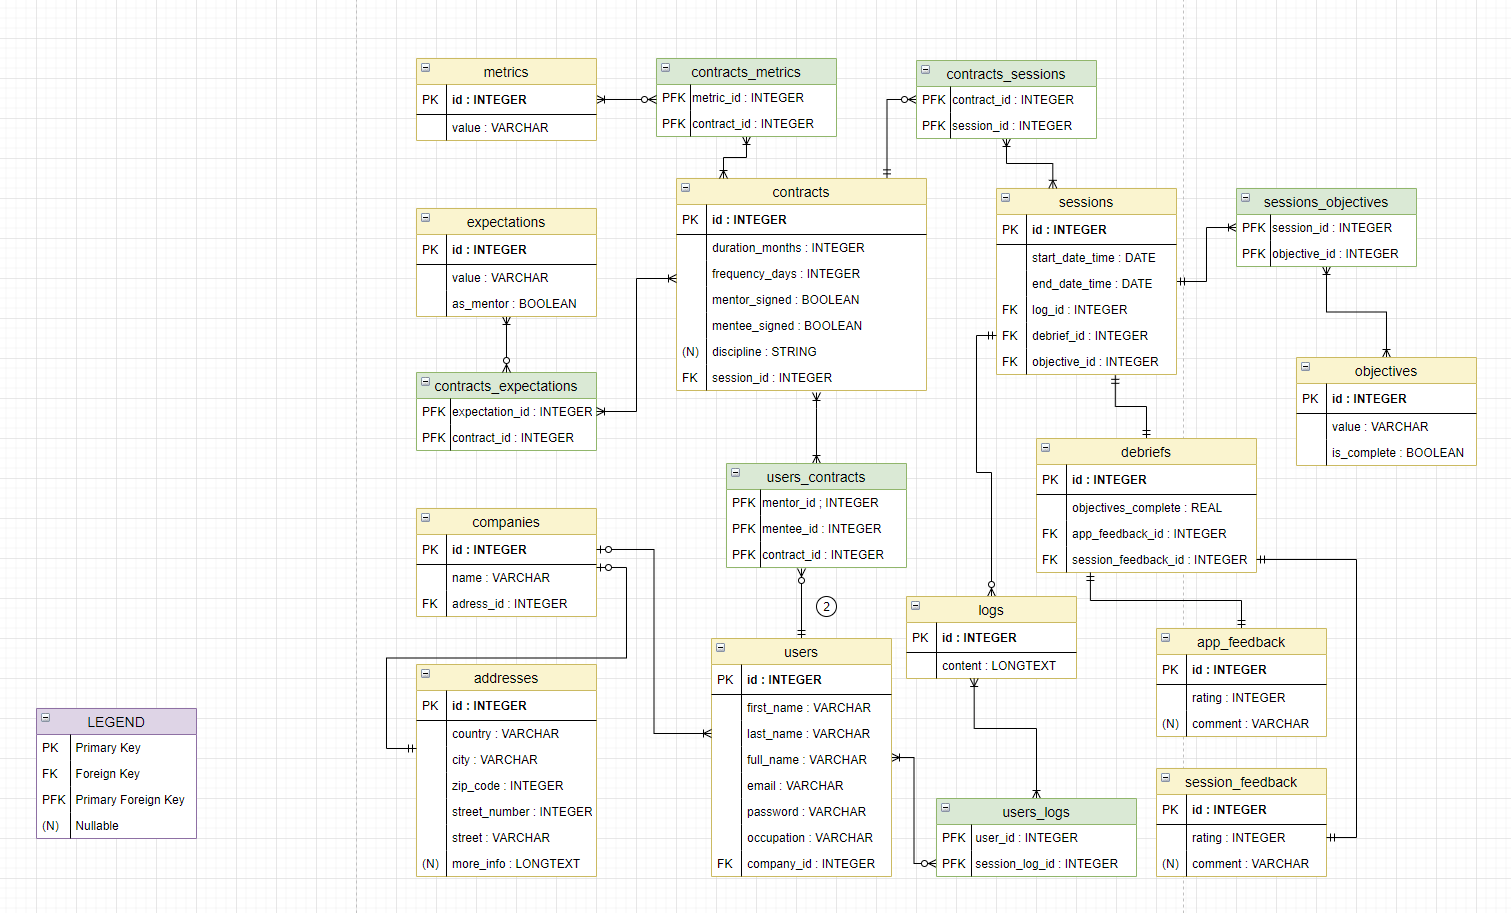 metrics
PK id : INTEGER
value : VARCHAR
contracts_metrics
PFK metric_id : INTEGER
PFK contract_id : INTEGER
contracts_sessions
PFK contract_id : INTEGER
PFK session_id : INTEGER
expectations
PK id : INTEGER
value : VARCHAR
as_mentor : BOOLEAN
contracts
PK id : INTEGER
duration_months : INTEGER
frequency_days : INTEGER
mentor_signed : BOOLEAN
mentee_signed : BOOLEAN
(N) discipline : STRING
FK session_id : INTEGER
sessions
PK id : INTEGER
start_date_time : DATE
end_date_time : DATE
FK log_id : INTEGER
FK debrief_id : INTEGER
FK objective_id : INTEGER
sessions_objectives
PFK session_id : INTEGER
PFK objective_id : INTEGER
contracts_expectations
PFK expectation_id : INTEGER
PFK contract_id : INTEGER
objectives
PK id : INTEGER
value : VARCHAR
is_complete : BOOLEAN
users_contracts
PFK mentor_id ; INTEGER
PFK mentee_id : INTEGER
PFK contract_id : INTEGER
debriefs
PK id : INTEGER
objectives_complete : REAL
FK app_feedback_id : INTEGER
FK session_feedback_id : INTEGER
companies
PK id : INTEGER
name : VARCHAR
FK adress_id : INTEGER
2
logs
PK id : INTEGER
content : LONGTEXT
users
PK id : INTEGER
first_name : VARCHAR
last_name : VARCHAR
full_name : VARCHAR
email : VARCHAR
password : VARCHAR
occupation : VARCHAR
FK company_id : INTEGER
app_feedback
PK id : INTEGER
rating : INTEGER
(N) comment : VARCHAR
addresses
PK id : INTEGER
country : VARCHAR
city : VARCHAR
zip_code : INTEGER
street_number : INTEGER
street : VARCHAR
(N) more_info : LONGTEXT
LEGEND
PK Primary Key
FK Foreign Key
PFK Primary Foreign Key
(N) Nullable
users_logs
PFK user_id : INTEGER
PFK session_log_id : INTEGER
session_feedback
PK id : INTEGER
rating : INTEGER
(N) comment : VARCHAR